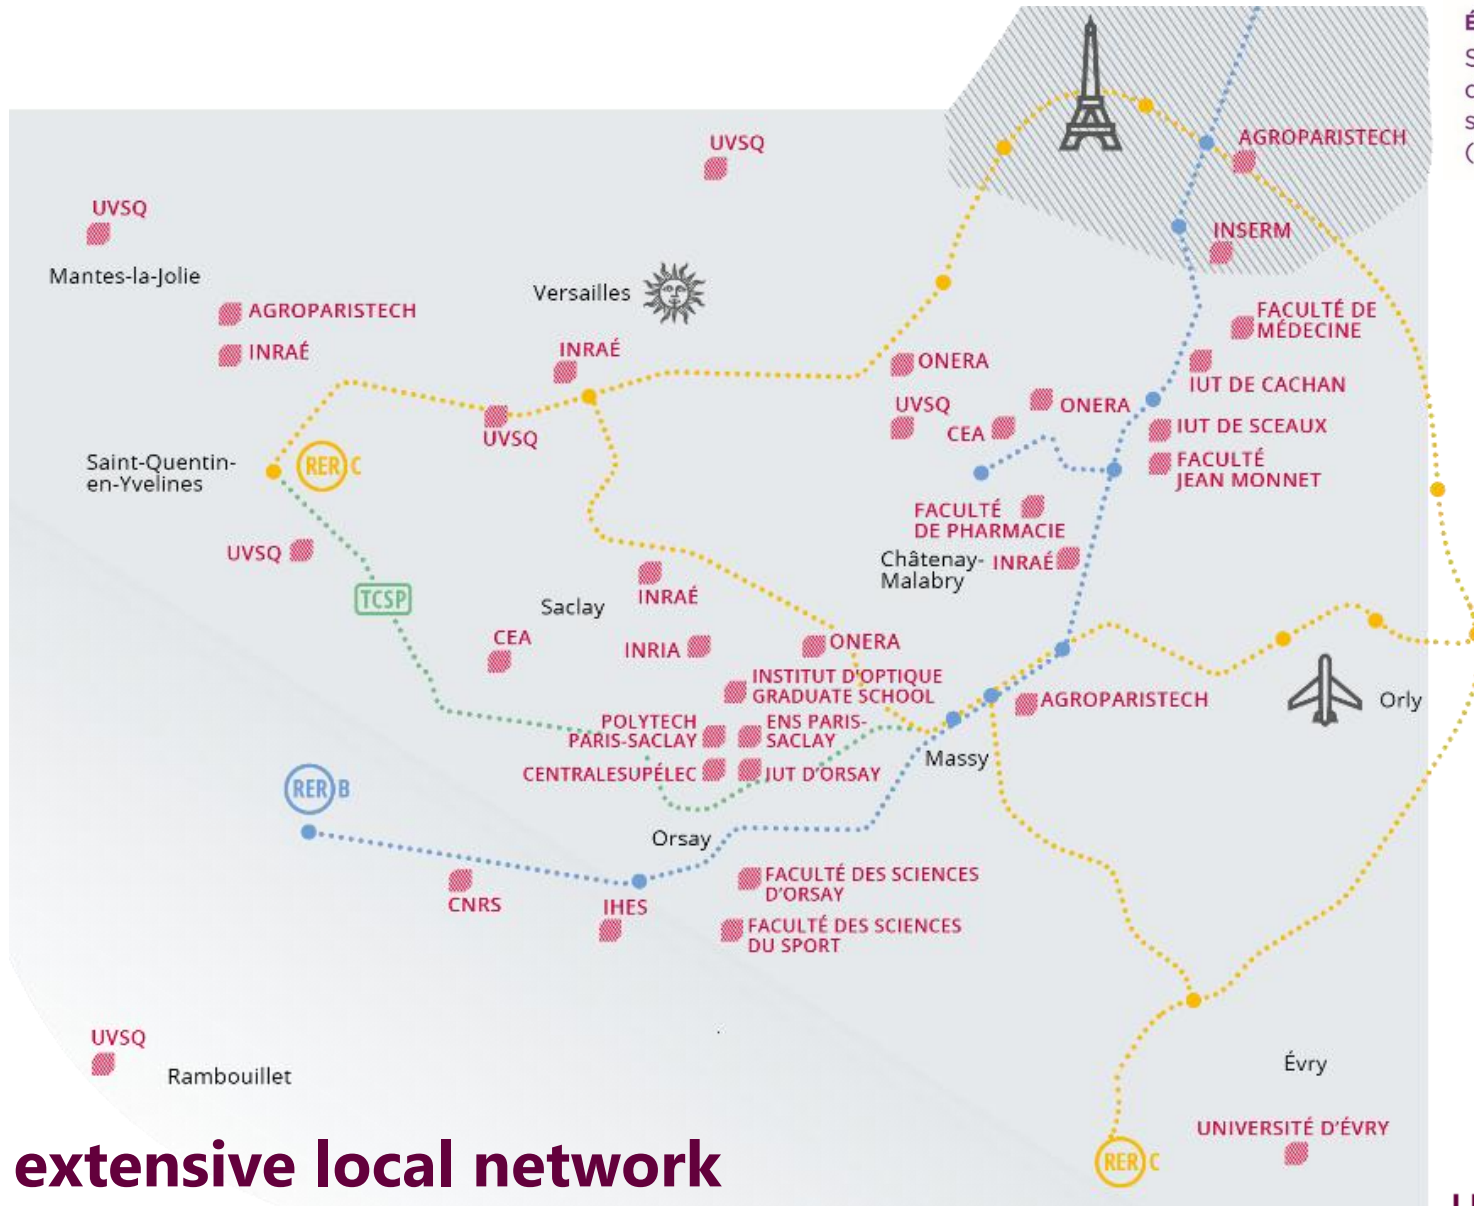 É
S
c
s
(
UVSQ
AGROPARISTECH
UVSQ
INSERM
Mantes-la-Jolie
Versailles
AGROPARISTECH
FACULTÉ DE
MÉDECINE
INRAÉ
INRAÉ
ONERA
IUT DE CACHAN
UVSQ
ONERA
UVSQ
CEA
IUT DE SCEAUX
Saint-Quentin-
en-Yvelines
RER C
FACULTÉ
JEAN MONNET
FACULTÉ
DE PHARMACIE
UVSQ
Châtenay-
Malabry
INRAÉ
TCSP
Saclay
INRAÉ
CEA
INRIA
ONERA
INSTITUT D'OPTIQUE
GRADUATE SCHOOL
AGROPARISTECH
Orly
POLYTECH
PARIS-SACLAY
ENS PARIS-
SACLAY
Massy
CENTRALESUPÉLEC
IUT D'ORSAY
RER B
Orsay
FACULTÉ DES SCIENCES
D'ORSAY
CNRS
IHES
FACULTÉ DES SCIENCES
DU SPORT
UVSQ
Rambouillet
Évry
UNIVERSITÉ D'ÉVRY
RER C
extensive local network